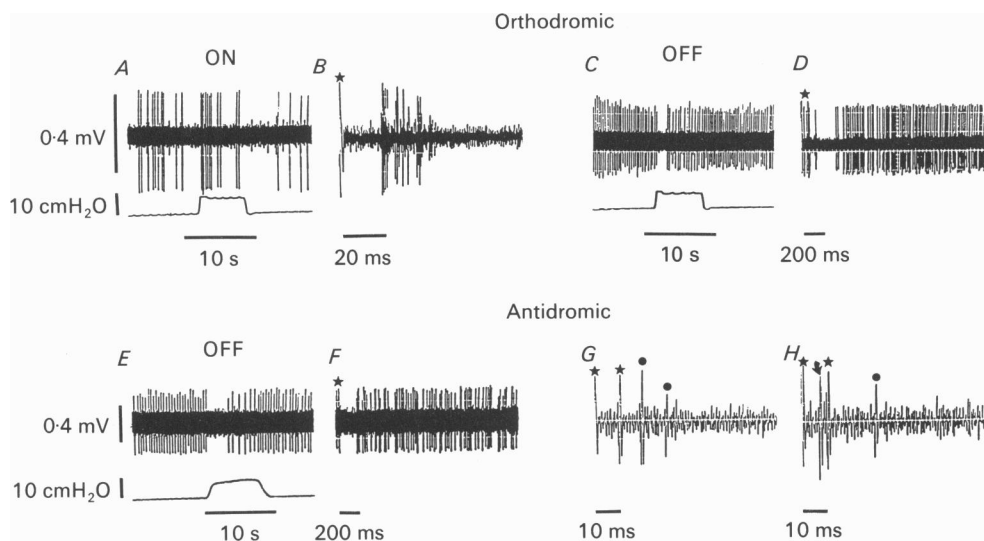 Orthodromic
A ON B C OFF D
0·4 mV
10 cmH₂O
10 s 20 ms 10 s 200 ms
Antidromic
E OFF F G H
0·4 mV
10 cmH₂O
10 s 200 ms 10 ms 10 ms